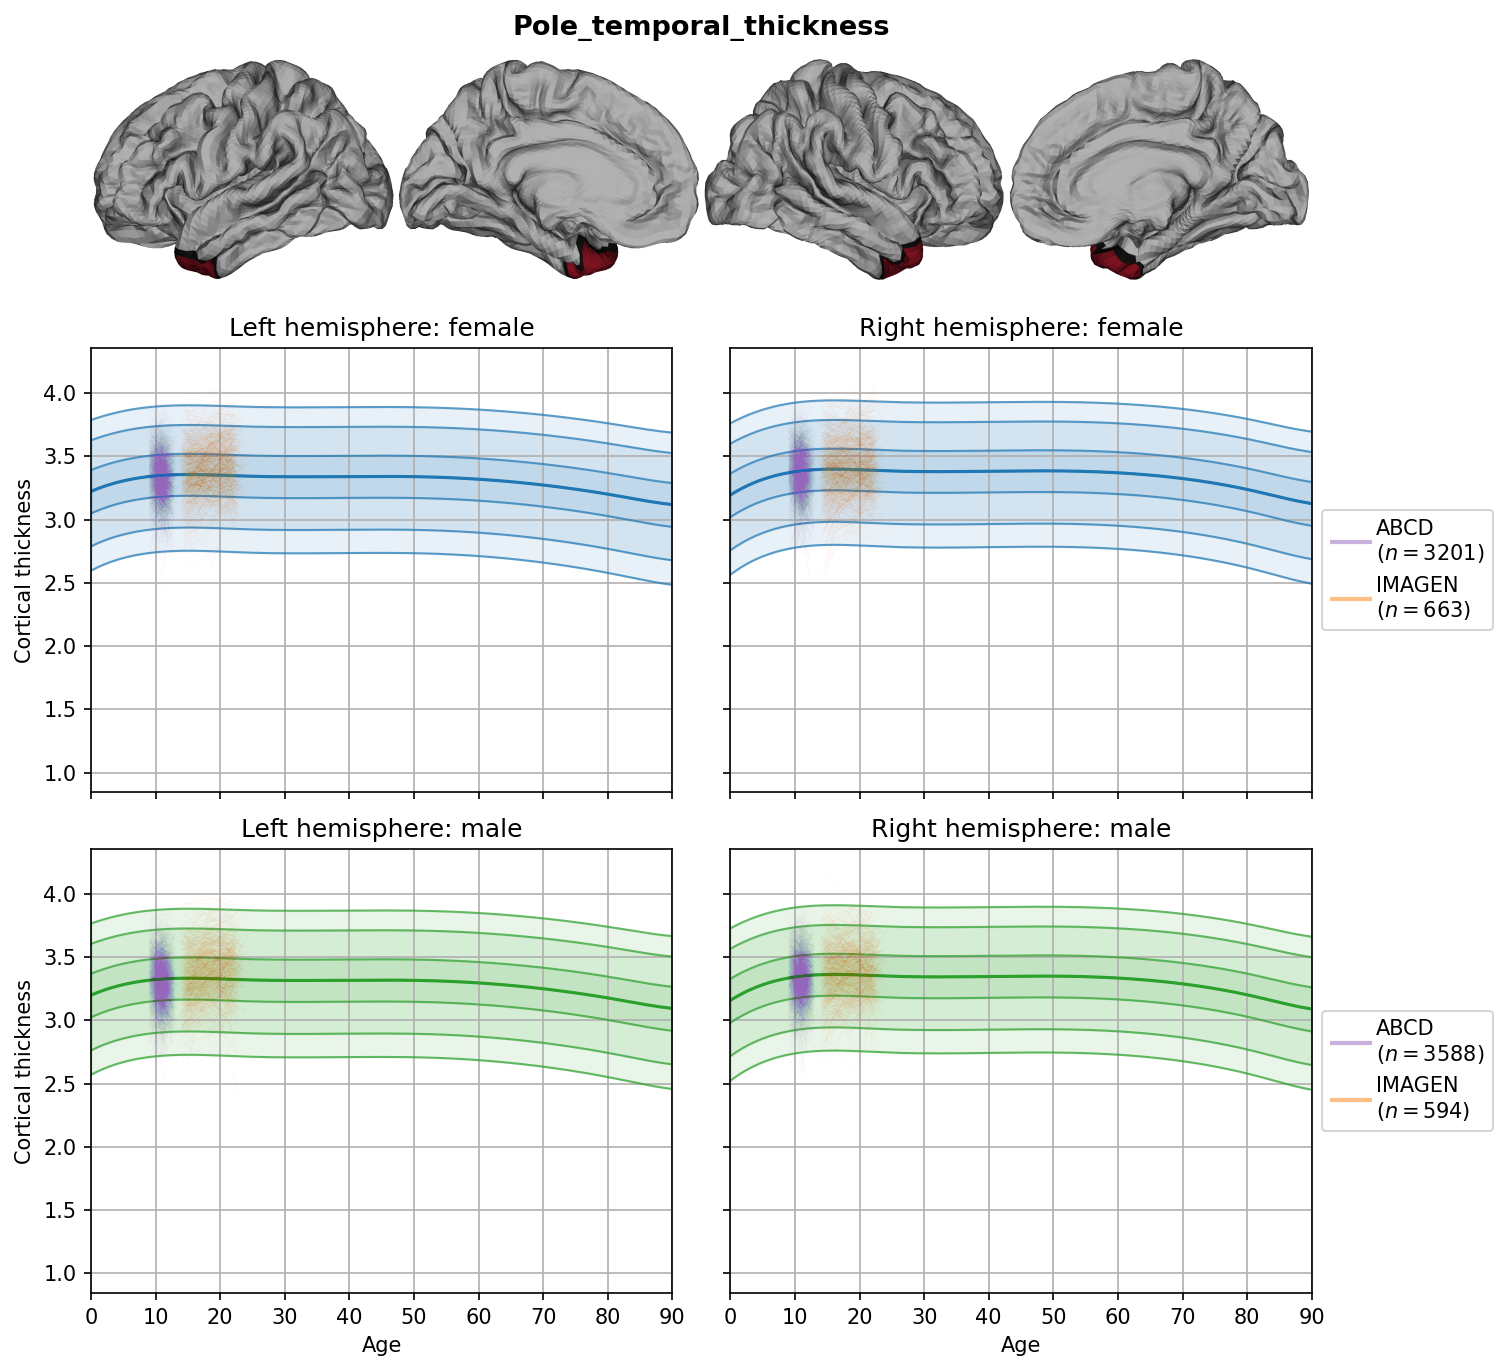 Pole_temporal_thickness
Left hemisphere: female
Right hemisphere: female
Cortical thickness
4.0
3.5
3.0
2.5
2.0
1.5
1.0
ABCD
(n = 3201)
IMAGEN
(n = 663)
Left hemisphere: male
Right hemisphere: male
Cortical thickness
4.0
3.5
3.0
2.5
2.0
1.5
1.0
ABCD
(n = 3588)
IMAGEN
(n = 594)
0 10 20 30 40 50 60 70 80 90
0 10 20 30 40 50 60 70 80 90
Age
Age